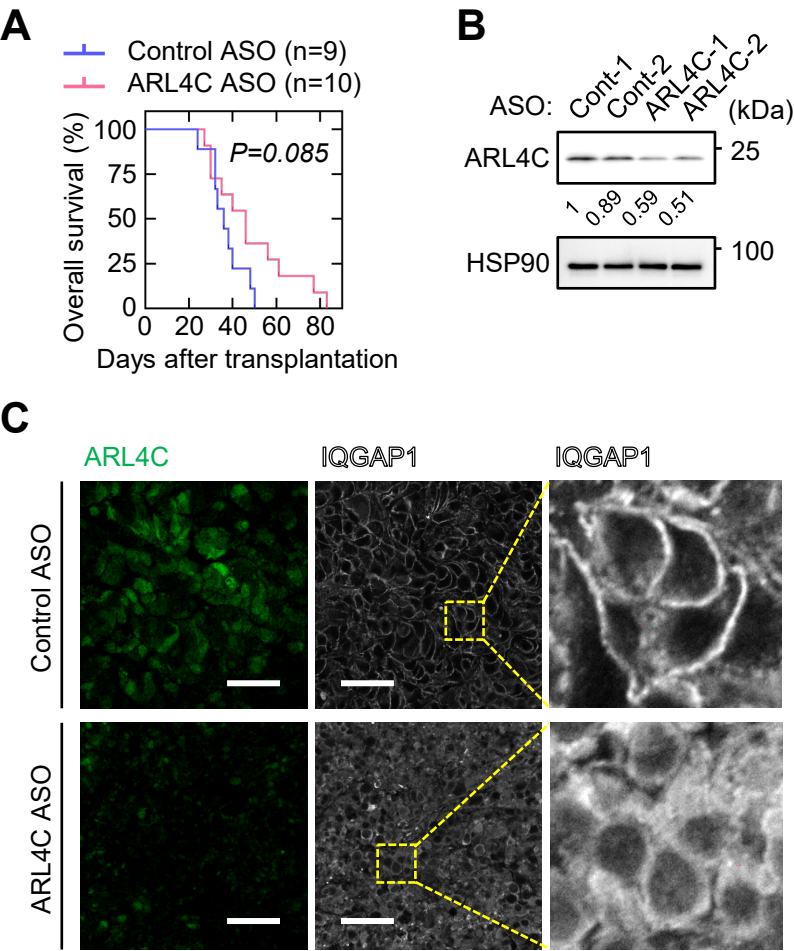 A
Control ASO (n=9)
ARL4C ASO (n=10)
Overall survival (%)
100
75
50
25
0
P=0.085
0 20 40 60 80
Days after transplantation
B
ASO: Cont-1 Cont-2 ARL4C-1 ARL4C-2 (kDa)
ARL4C 25
1 0.89 0.59 0.51
HSP90 100
C
ARL4C IQGAP1 IQGAP1
Control ASO
ARL4C ASO